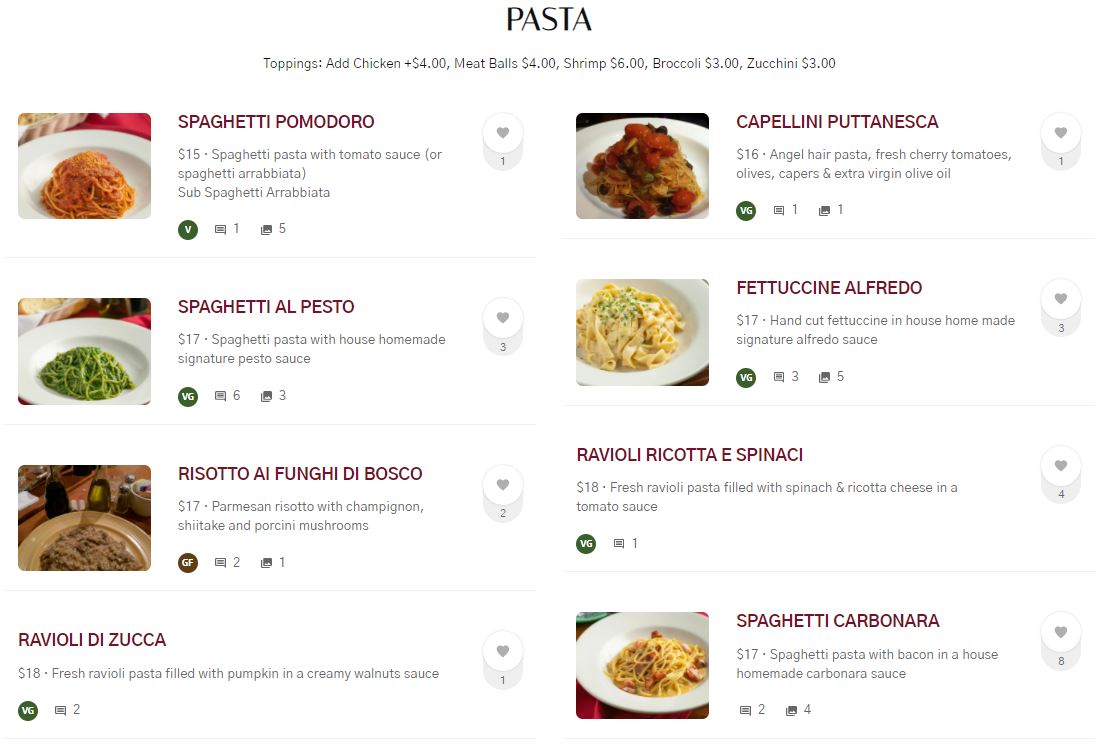 PASTA
Toppings: Add Chicken +$4.00, Meat Balls $4.00, Shrimp $6.00, Broccoli $3.00, Zucchini $3.00
SPAGHETTI POMODORO
$15 · Spaghetti pasta with tomato sauce (or
spaghetti arrabbiata)
Sub Spaghetti Arrabbiata
1
V 1 5
SPAGHETTI AL PESTO
$17 · Spaghetti pasta with house homemade
signature pesto sauce
3
VG 6 3
RISOTTO AI FUNGHI DI BOSCO
$17 · Parmesan risotto with champignon,
shiitake and porcini mushrooms
2
GF 2 1
RAVIOLI DI ZUCCA
$18 · Fresh ravioli pasta filled with pumpkin in a creamy walnuts sauce
1
VG 2
CAPELLINI PUTTANESCA
$16 · Angel hair pasta, fresh cherry tomatoes,
olives, capers & extra virgin olive oil
1
VG 1 1
FETTUCCINE ALFREDO
$17 · Hand cut fettuccine in house home made
signature alfredo sauce
3
VG 3 5
RAVIOLI RICOTTA E SPINACI
$18 · Fresh ravioli pasta filled with spinach & ricotta cheese in a
tomato sauce
4
VG 1
SPAGHETTI CARBONARA
$17 · Spaghetti pasta with bacon in a house
homemade carbonara sauce
8
2 4